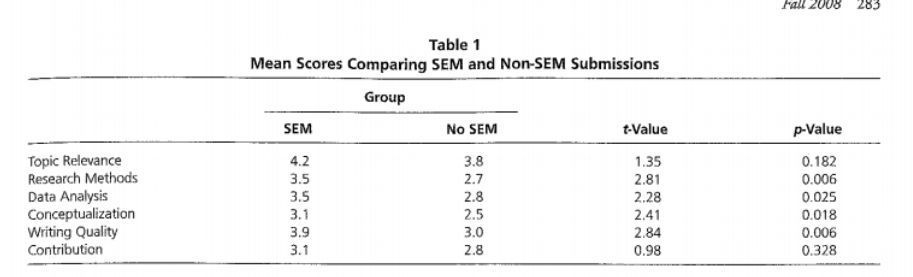 Fall 2008 283
Table 1
Mean Scores Comparing SEM and Non-SEM Submissions
Group
SEM No SEM t-Value p-Value
Topic Relevance 4.2 3.8 1.35 0.182
Research Methods 3.5 2.7 2.81 0.006
Data Analysis 3.5 2.8 2.28 0.025
Conceptualization 3.1 2.5 2.41 0.018
Writing Quality 3.9 3.0 2.84 0.006
Contribution 3.1 2.8 0.98 0.328